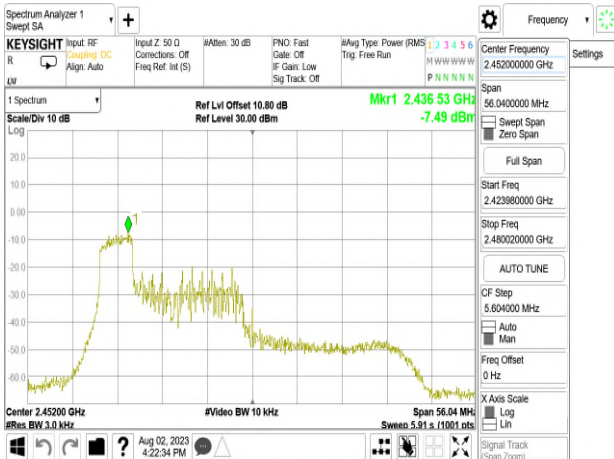 Spectrum Analyzer 1
Swept SA
Frequency
KEYSIGHT
R
Input: RF
Coupling: DC
Align: Auto
Input Z: 50 Ω
Corrections: Off
Freq Ref: Int (S)
#Atten: 30 dB
PNO: Fast
Gate: Off
IF Gain: Low
Sig Track: Off
#Avg Type: Power (RMS
Trig: Free Run
1 2 3 4 5 6
M W W W W W
P N N N N N
Center Frequency
2.452000000 GHz
Settings
Span
56.0400000 MHz
Swept Span
Zero Span
Full Span
Start Freq
2.423980000 GHz
Stop Freq
2.480020000 GHz
AUTO TUNE
CF Step
5.604000 MHz
Auto
Man
Freq Offset
0 Hz
X Axis Scale
Log
Lin
Signal Track
(Span Zoom)
1 Spectrum
Scale/Div 10 dB
Log
Ref Lvl Offset 10.80 dB
Ref Level 30.00 dBm
Mkr1 2.436 53 GHz
-7.49 dBm
20.0
10.0
0.00
-10.0
-20.0
-30.0
-40.0
-50.0
-60.0
1
Center 2.45200 GHz
#Res BW 3.0 kHz
#Video BW 10 kHz
Span 56.04 MHz
Sweep 5.91 s (1001 pts
Aug 02, 2023
4:22:34 PM